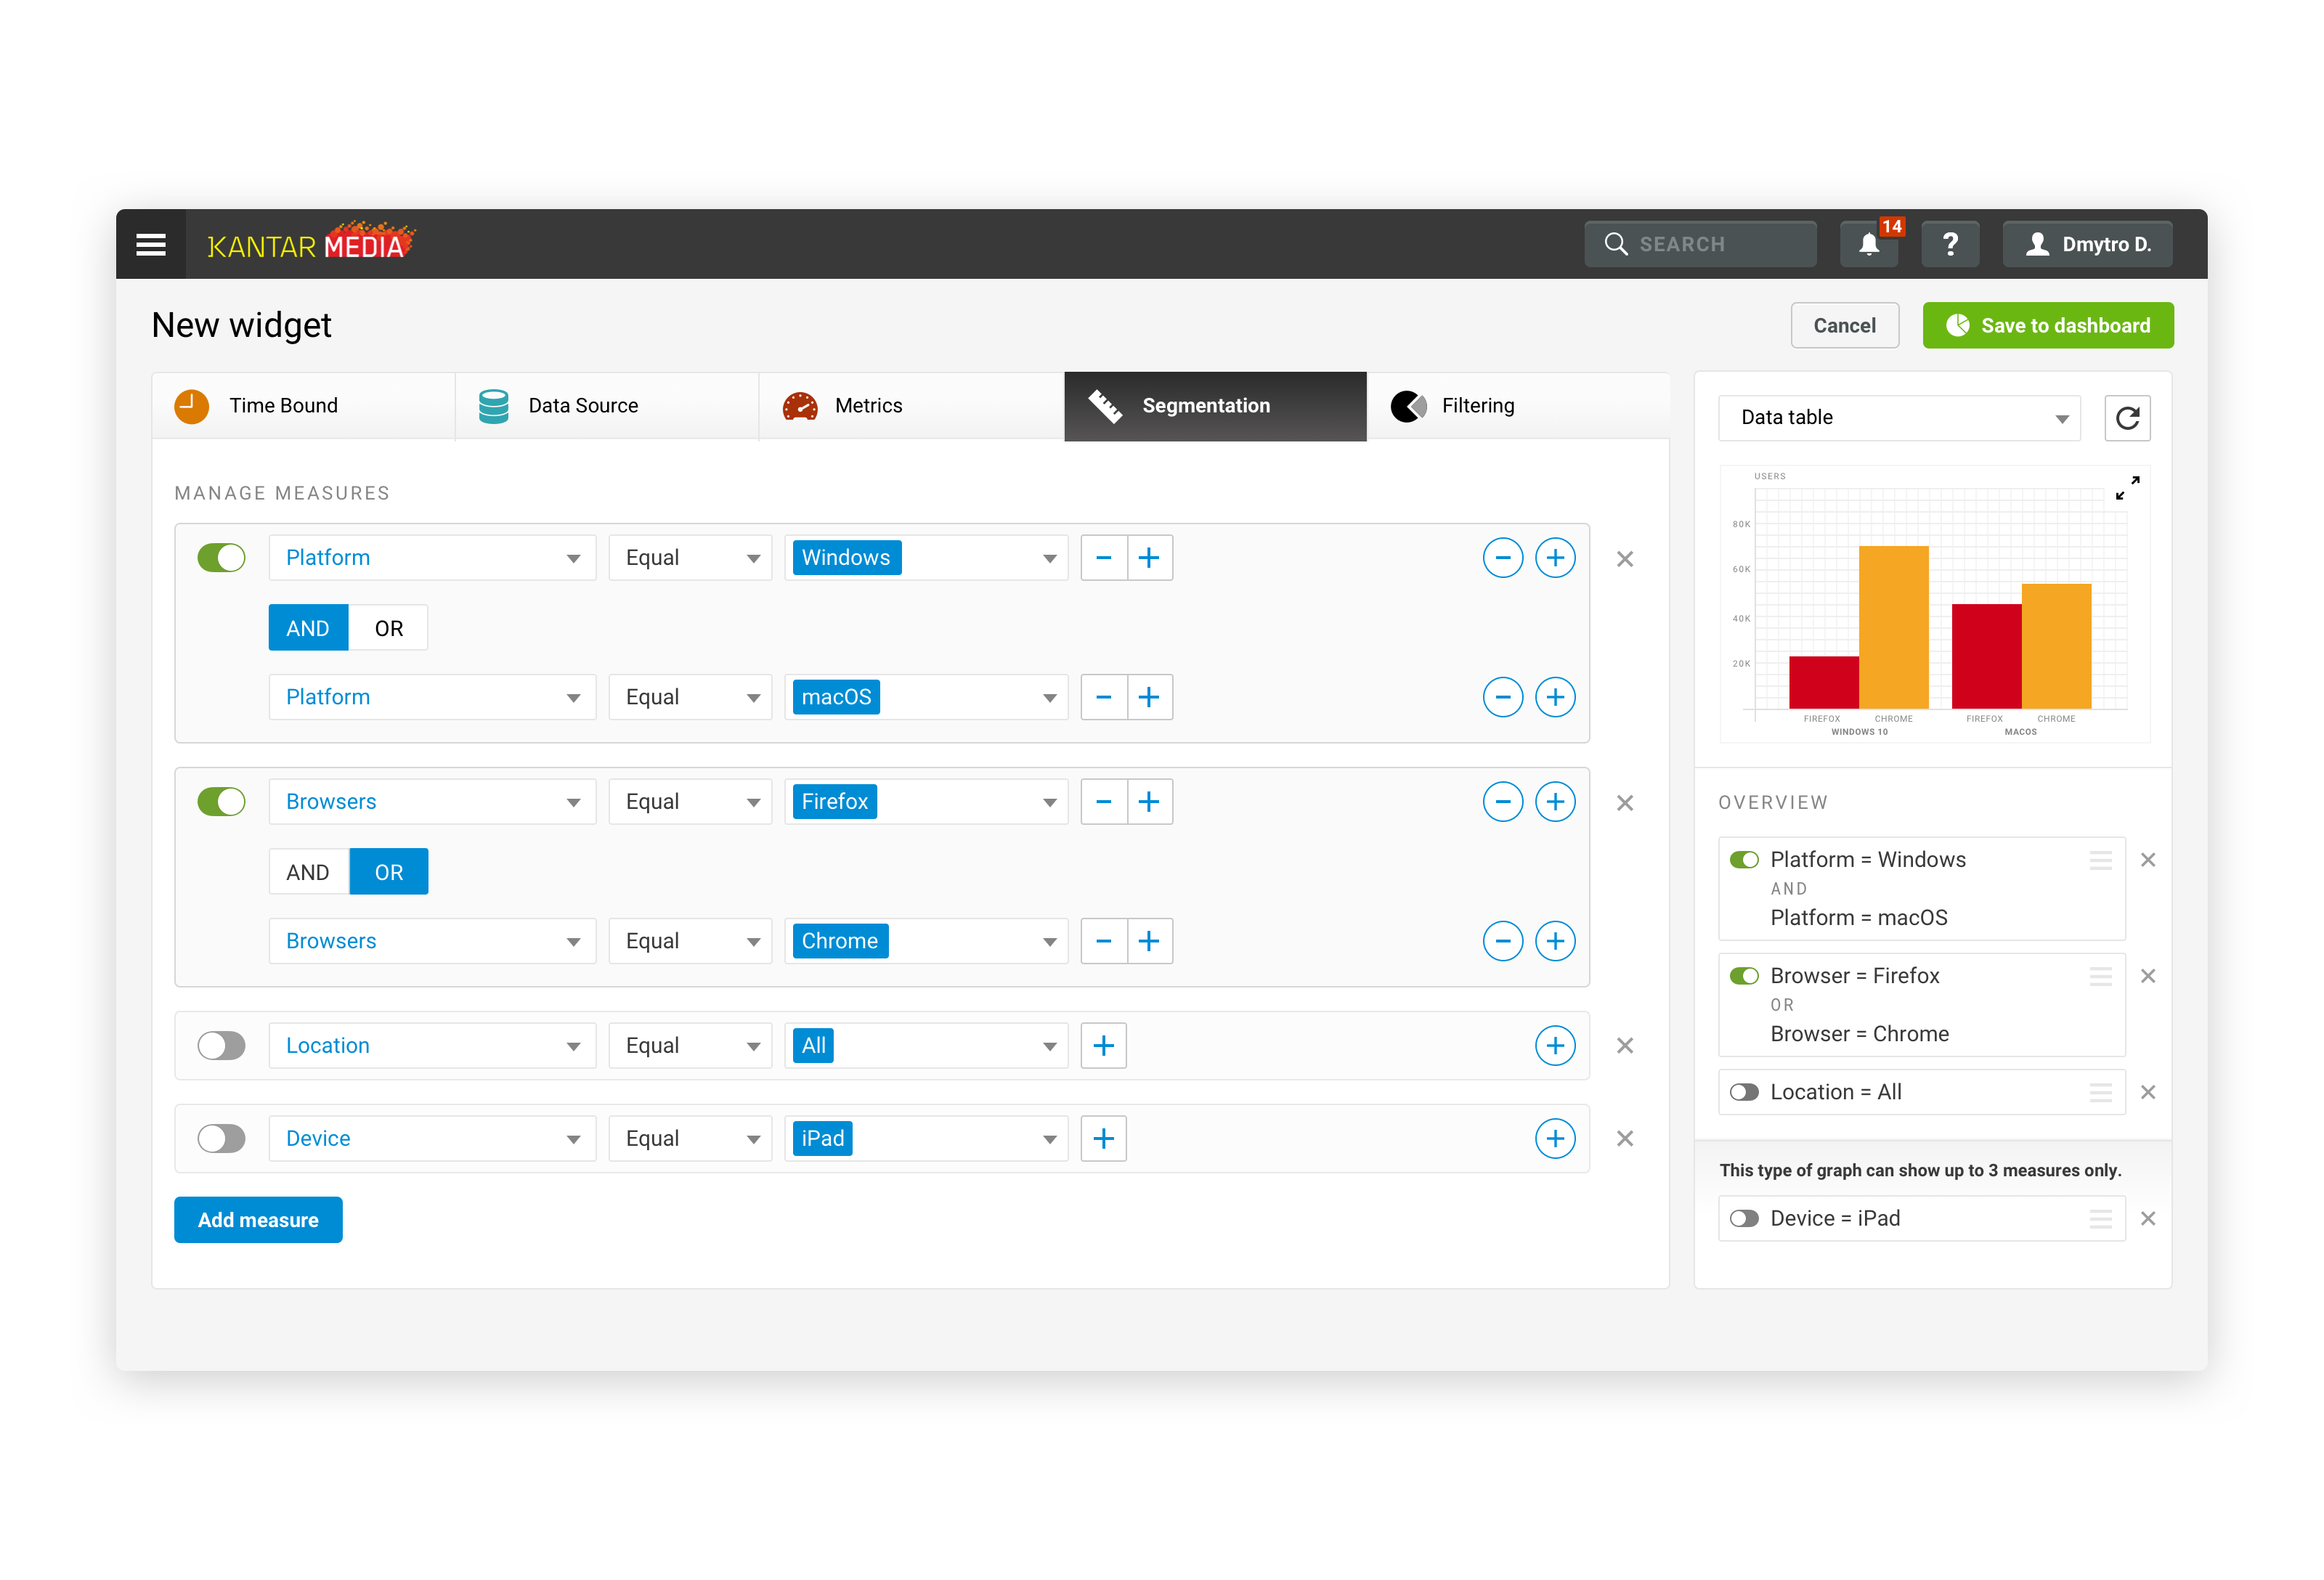 KANTAR MEDIA
SEARCH
14
?
Dmytro D.
New widget
Cancel
Save to dashboard
Time Bound
Data Source
Metrics
Segmentation
Filtering
MANAGE MEASURES
Platform Equal Windows
AND OR
Platform Equal macOS
Browsers Equal Firefox
AND OR
Browsers Equal Chrome
Location Equal All
Device Equal iPad
Add measure
Data table
USERS
80K
60K
40K
20K
FIREFOX CHROME FIREFOX CHROME
WINDOWS 10 MACOS
OVERVIEW
Platform = Windows
AND
Platform = macOS
Browser = Firefox
OR
Browser = Chrome
Location = All
This type of graph can show up to 3 measures only.
Device = iPad